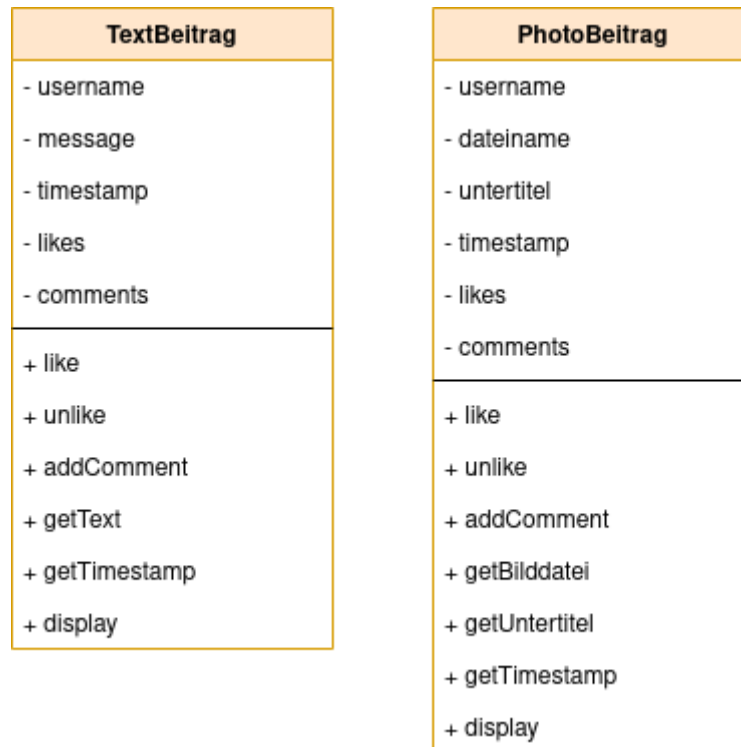 TextBeitrag
- username
- message
- timestamp
- likes
- comments
+ like
+ unlike
+ addComment
+ getText
+ getTimestamp
+ display
PhotoBeitrag
- username
- dateiname
- untertitel
- timestamp
- likes
- comments
+ like
+ unlike
+ addComment
+ getBilddatei
+ getUntertitel
+ getTimestamp
+ display